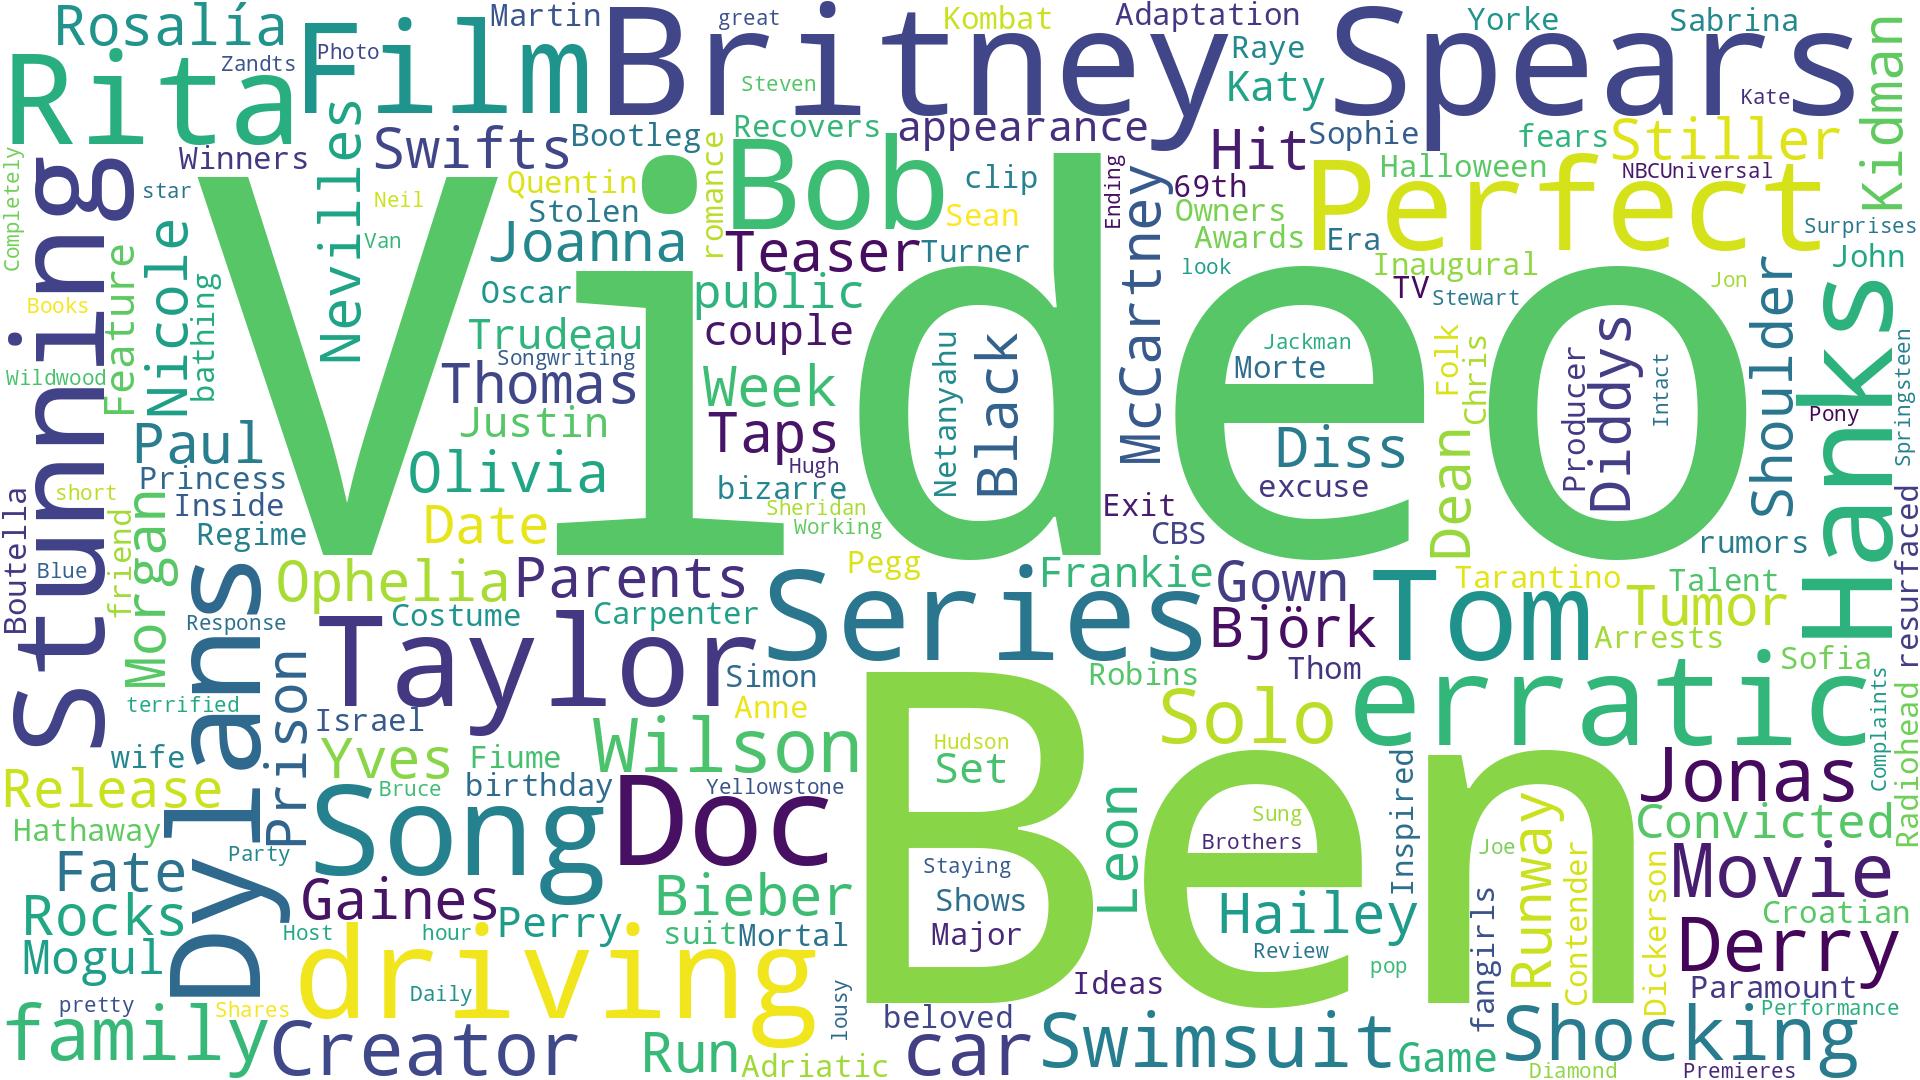 Rosalía
Martin
great
Kombat
Adaptation
Yorke
Sabrina
Zandts
Photo
Film
Britney
Spears
Raye
Kidman
Rita
Steven
Katy
Kate
Winners
Nevilles
Swifts
Bootleg
romance
Recovers
appearance
Hit
Sophie
fears
Stiller
Completely
Stunning
star
Neil
Quentin
Bob
clip
Ending
69th
Halloween
NBCUniversal
Perfect
Stolen
Sean
McCartney
Owners
Surprises
Nicole
Van
Joanna
Teaser
Turner
Awards
Era
John
Feature
bathing
look
Inaugural
Books
Oscar
public
TV
Stewart
Jon
Video
Trudeau
couple
Netanyahu
Black
Jackman
Folk
Chris
Producer
Diddys
Intact
Shoulder
Hanks
Springsteen
Wildwood
Songwriting
Thomas
Week
Morte
Pony
Justin
Taps
Diss
Dean
Paul
Olivia
Hugh
bizarre
excuse
Princess
Boutella
short
Inside
Sheridan
Exit
Morgan
friend
Regime
Date
Working
CBS
rumors
resurfaced
Blue
Ophelia
Parents
Pegg
Frankie
Gown
Tarantino
Talent
Dylans
Costume
Carpenter
Series
Tom
Tumor
Response
Taylor
Björk
Arrests
Prison
Simon
Robins
Thom
Sofia
terrified
Israel
Anne
Ben
Solo
erratic
Complaints
Radiohead
wife
Yves
Fiume
Wilson
Hudson
Set
Inspired
Jonas
Release
Bruce
birthday
Yellowstone
Leon
Sung
Runway
Convicted
Hathaway
Song
Doc
Brothers
Joe
Party
Fate
Staying
Contender
Dickerson
Movie
Gaines
Bieber
Shows
Hailey
fangirls
Rocks
Perry
Croatian
Host
hour
suit
Mortal
Major
Review
Derry
Mogul
driving
pop
lousy
Ideas
Paramount
pretty
Daily
Shares
Performance
family
beloved
Creator
Run
Adriatic
car
Swimsuit
Game
Shocking
Diamond
Premieres